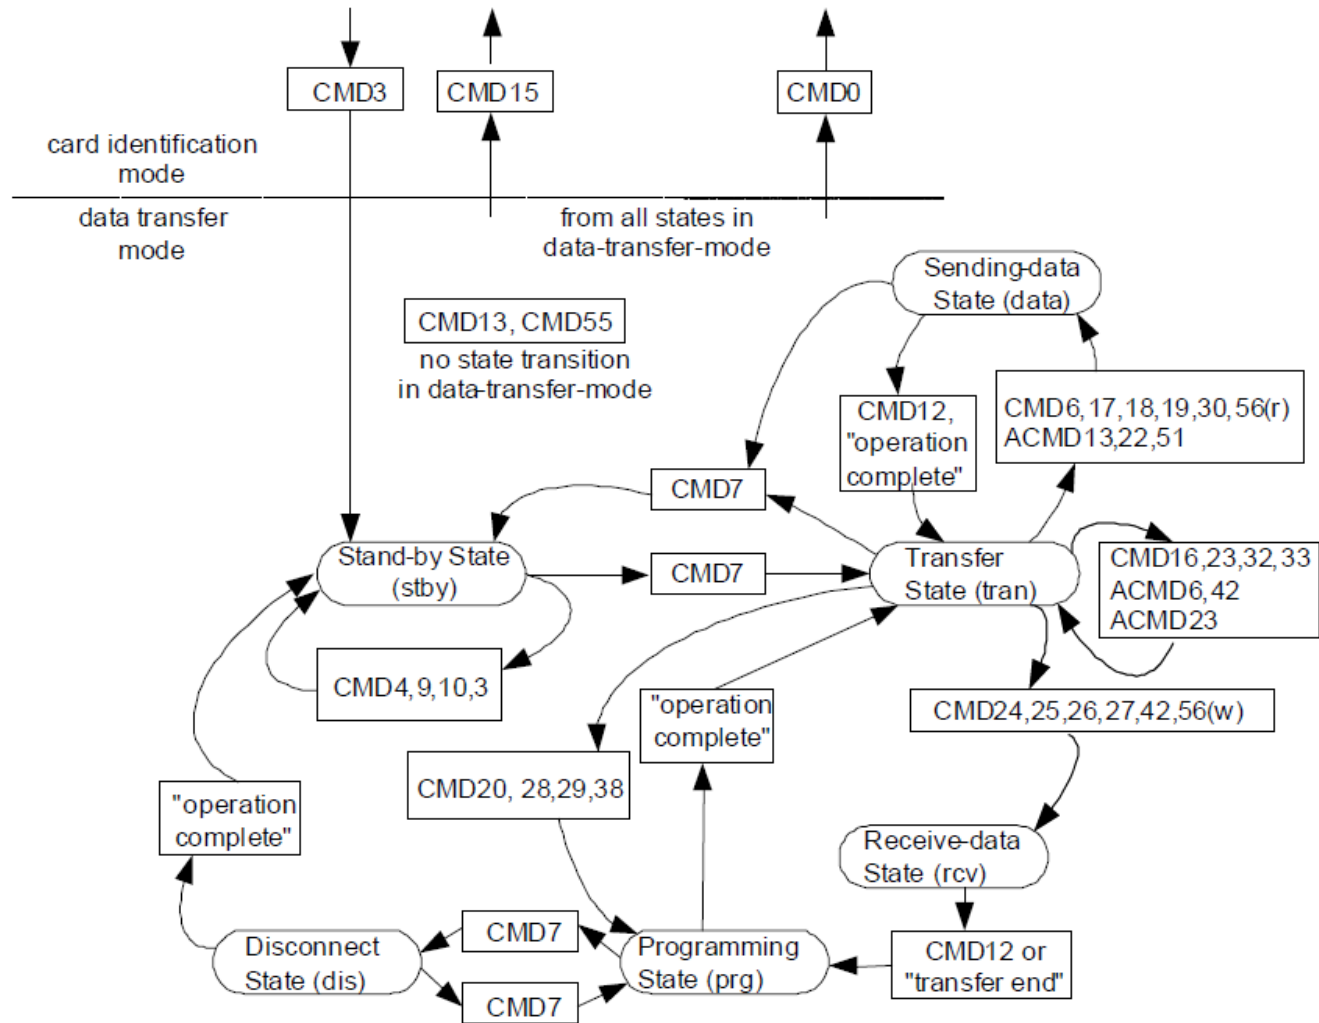 CMD3
CMD15
CMD0
card identification
mode
data transfer
mode
from all states in
data-transfer-mode
Sending-data
State (data)
CMD13, CMD55
no state transition
in data-transfer-mode
CMD12,
"operation
complete"
CMD6,17,18,19,30,56(r)
ACMD13,22,51
CMD7
Stand-by State
(stby)
CMD7
Transfer
State (tran)
CMD16,23,32,33
ACMD6,42
ACMD23
CMD4,9,10,3
"operation
complete"
CMD24,25,26,27,42,56(w)
CMD20, 28,29,38
"operation
complete"
Receive-data
State (rcv)
CMD7
Disconnect
State (dis)
Programming
State (prg)
CMD12 or
"transfer end"
CMD7